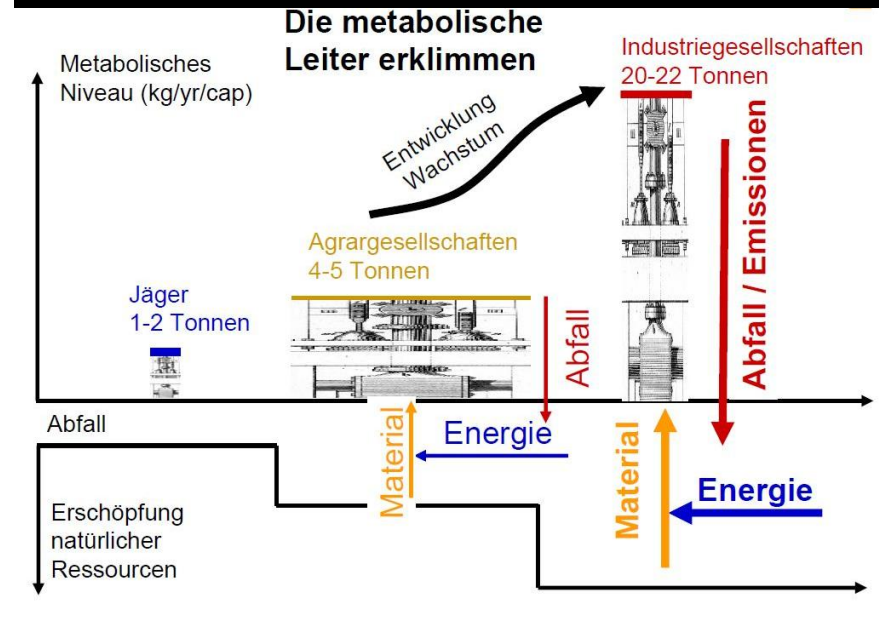 Die metabolische
Leiter erklimmen
Industriegesellschaften
20-22 Tonnen
Metabolisches
Niveau (kg/yr/cap)
Entwicklung
Wachstum
Abfall / Emissionen
Agrargesellschaften
4-5 Tonnen
Jäger
1-2 Tonnen
Abfall
Abfall
Material
Energie
Material
Energie
Erschöpfung
natürlicher
Ressourcen